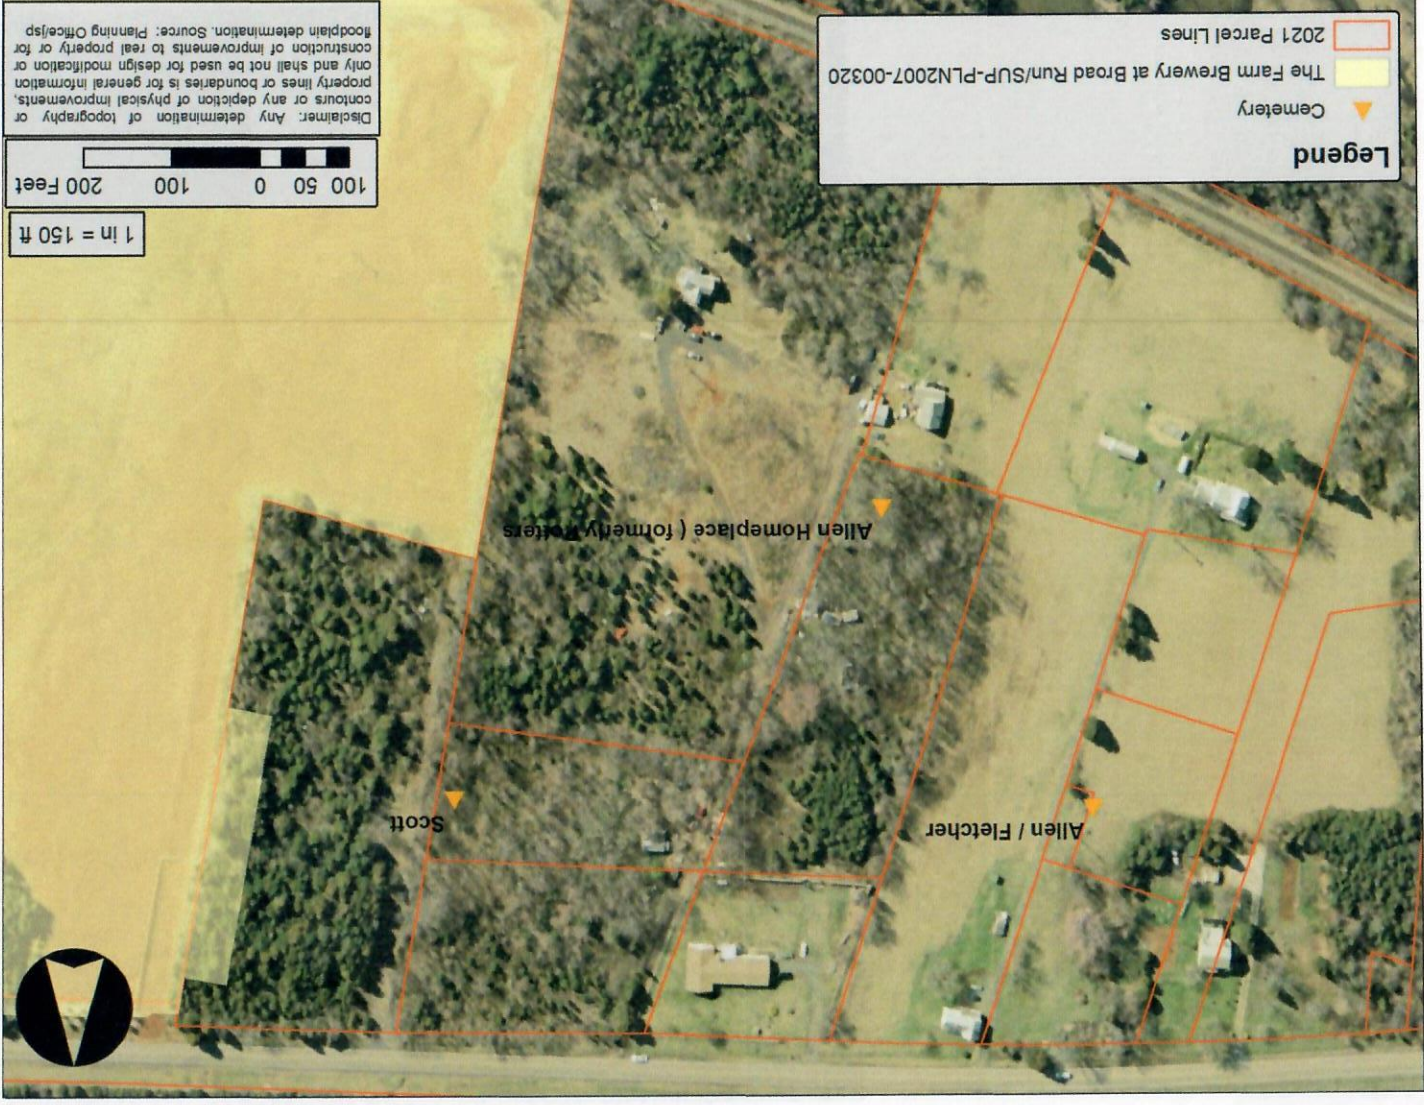 Allen / Fletcher
Scott
Allen Homeplace ( formerly Rotters
1 in = 150 ft
100 50 0 100 200 Feet
Disclaimer: Any determination of topography or
contours or any depiction of physical improvements,
property lines or boundaries is for general information
only and shall not be used for design modification or
construction of improvements to real property or for
floodplain determination. Source: Planning Office/jsp
Legend
Cemetery
The Farm Brewery at Broad Run/SUP-PLN2007-00320
2021 Parcel Lines